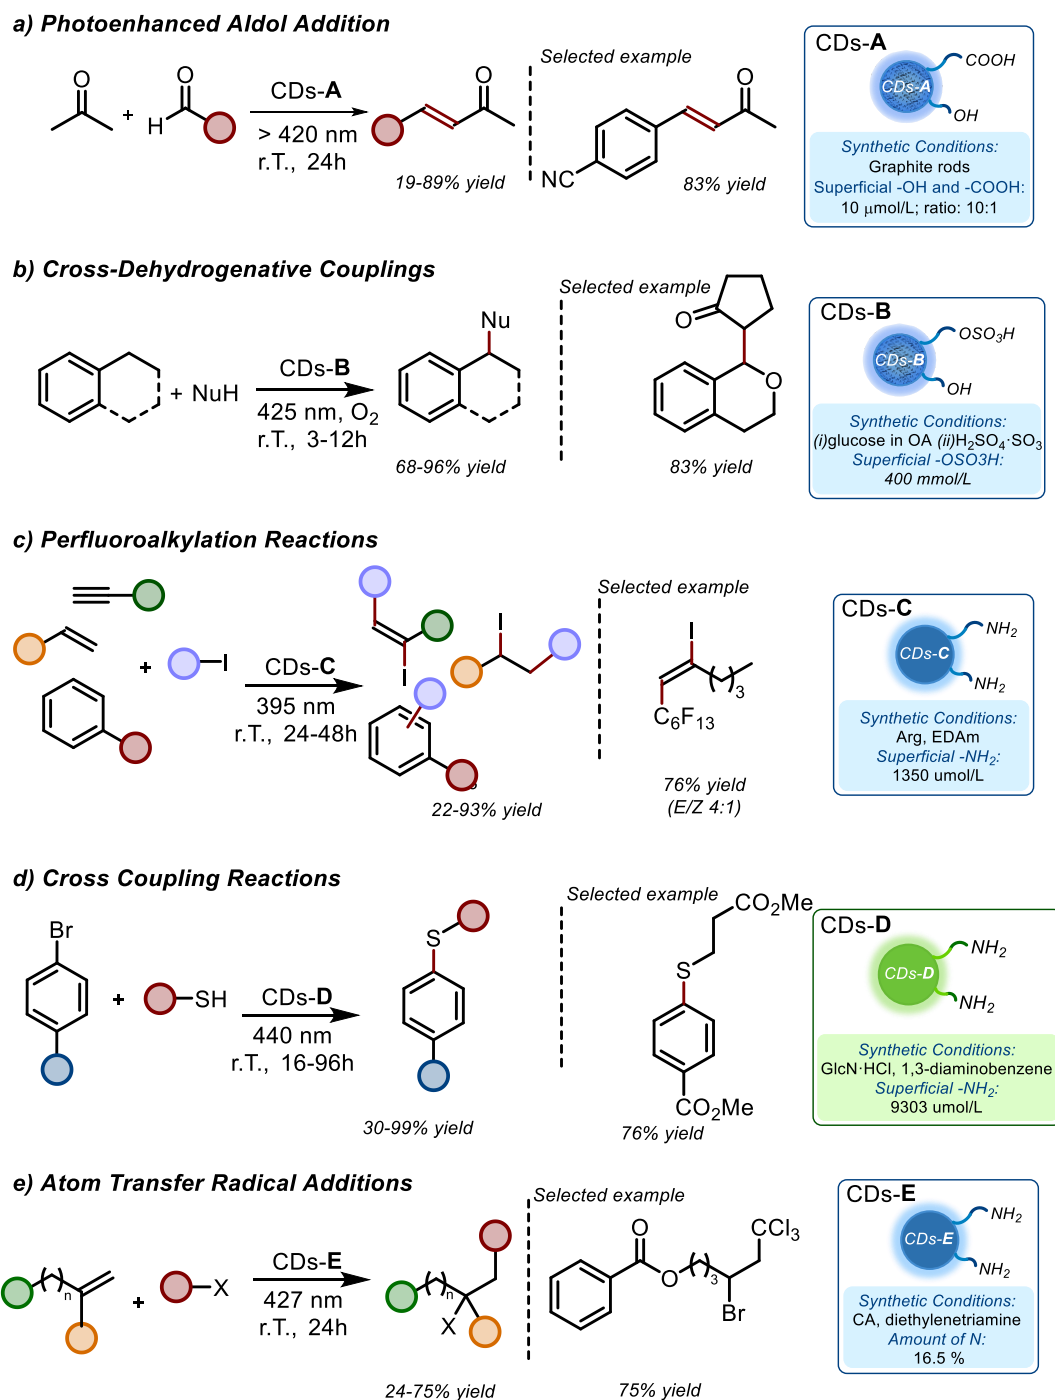 a) Photoenhanced Aldol Addition
O
+
O
H
CDs-A
> 420 nm
r.T., 24h
O
19-89% yield
Selected example
O
NC
83% yield
CDs-A
COOH
CDs-A
OH
Synthetic Conditions:
Graphite rods
Superficial -OH and -COOH:
10 μmol/L; ratio: 10:1
b) Cross-Dehydrogenative Couplings
+ NuH
CDs-B
425 nm, O2
r.T., 3-12h
Nu
68-96% yield
Selected example
O
O
83% yield
CDs-B
OSO3H
CDs-B
OH
Synthetic Conditions:
(i)glucose in OA (ii)H2SO4·SO3
Superficial -OSO3H:
400 mmol/L
c) Perfluoroalkylation Reactions
+
I
CDs-C
395 nm
r.T., 24-48h
I
I
22-93% yield
Selected example
I
( )3
C6F13
76% yield
(E/Z 4:1)
CDs-C
NH2
CDs-C
NH2
Synthetic Conditions:
Arg, EDAm
Superficial -NH2:
1350 umol/L
d) Cross Coupling Reactions
Br
+
SH
CDs-D
440 nm
r.T., 16-96h
S
30-99% yield
Selected example
CO2Me
S
CO2Me
76% yield
CDs-D
NH2
CDs-D
NH2
Synthetic Conditions:
GlcN·HCl, 1,3-diaminobenzene
Superficial -NH2:
9303 umol/L
e) Atom Transfer Radical Additions
( )n
+
X
CDs-E
427 nm
r.T., 24h
( )n
X
24-75% yield
Selected example
O
O
( )3
CCl3
Br
75% yield
CDs-E
NH2
CDs-E
NH2
Synthetic Conditions:
CA, diethylenetriamine
Amount of N:
16.5 %